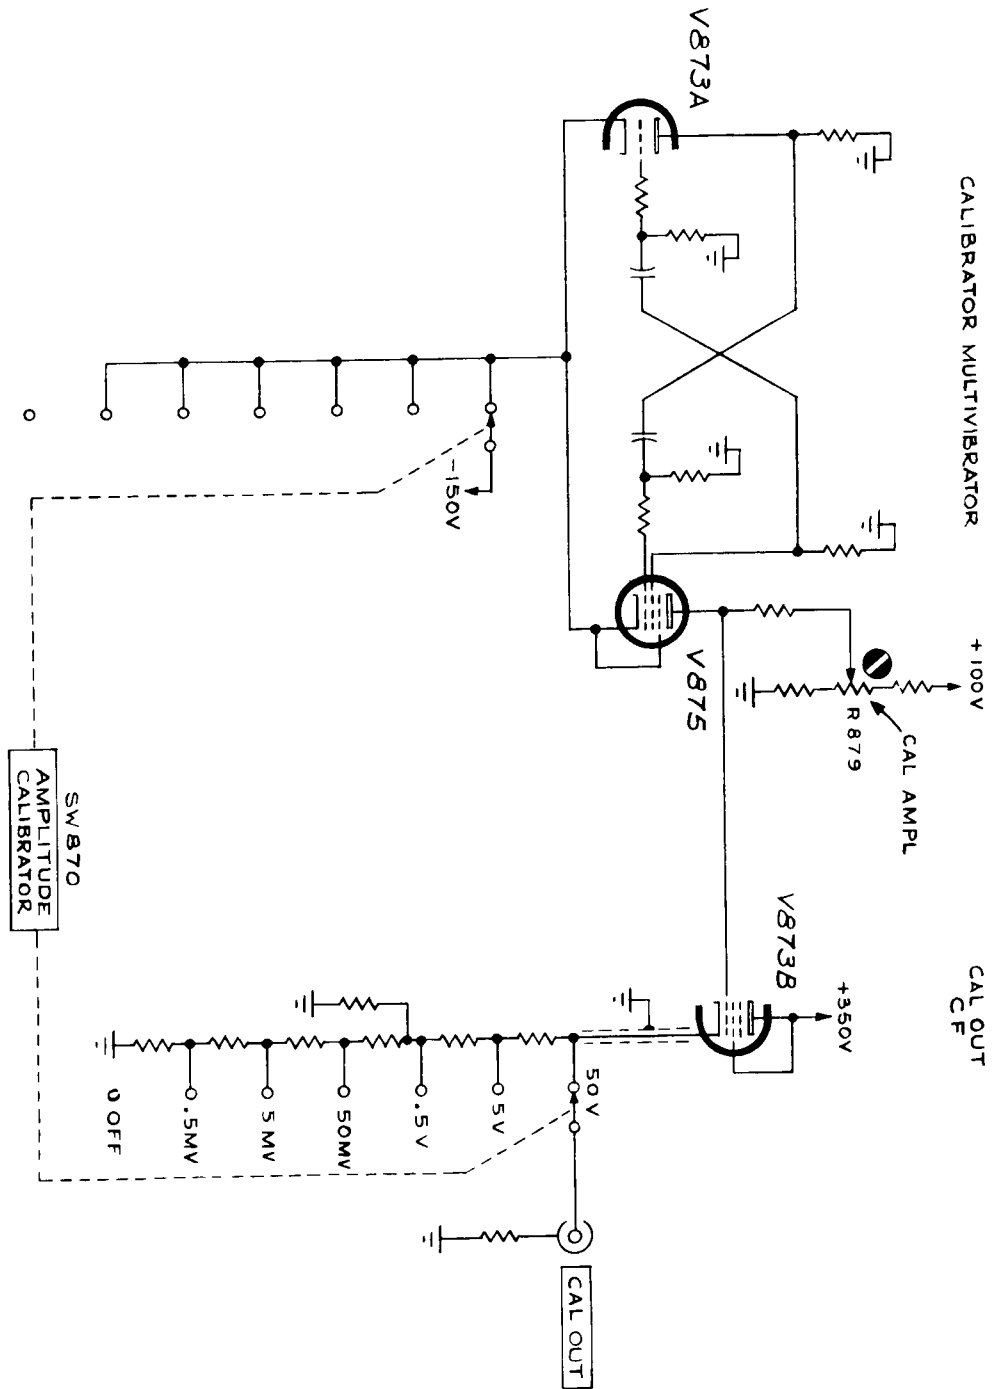 CALIBRATOR MULTIVIBRATOR
CAL OUT
CF
V873A
+100V
CAL AMPL
R879
V875
V873B
+350V
-150V
SW870
AMPLITUDE
CALIBRATOR
50V
5V
.5V
50MV
5MV
.5MV
OFF
CAL OUT